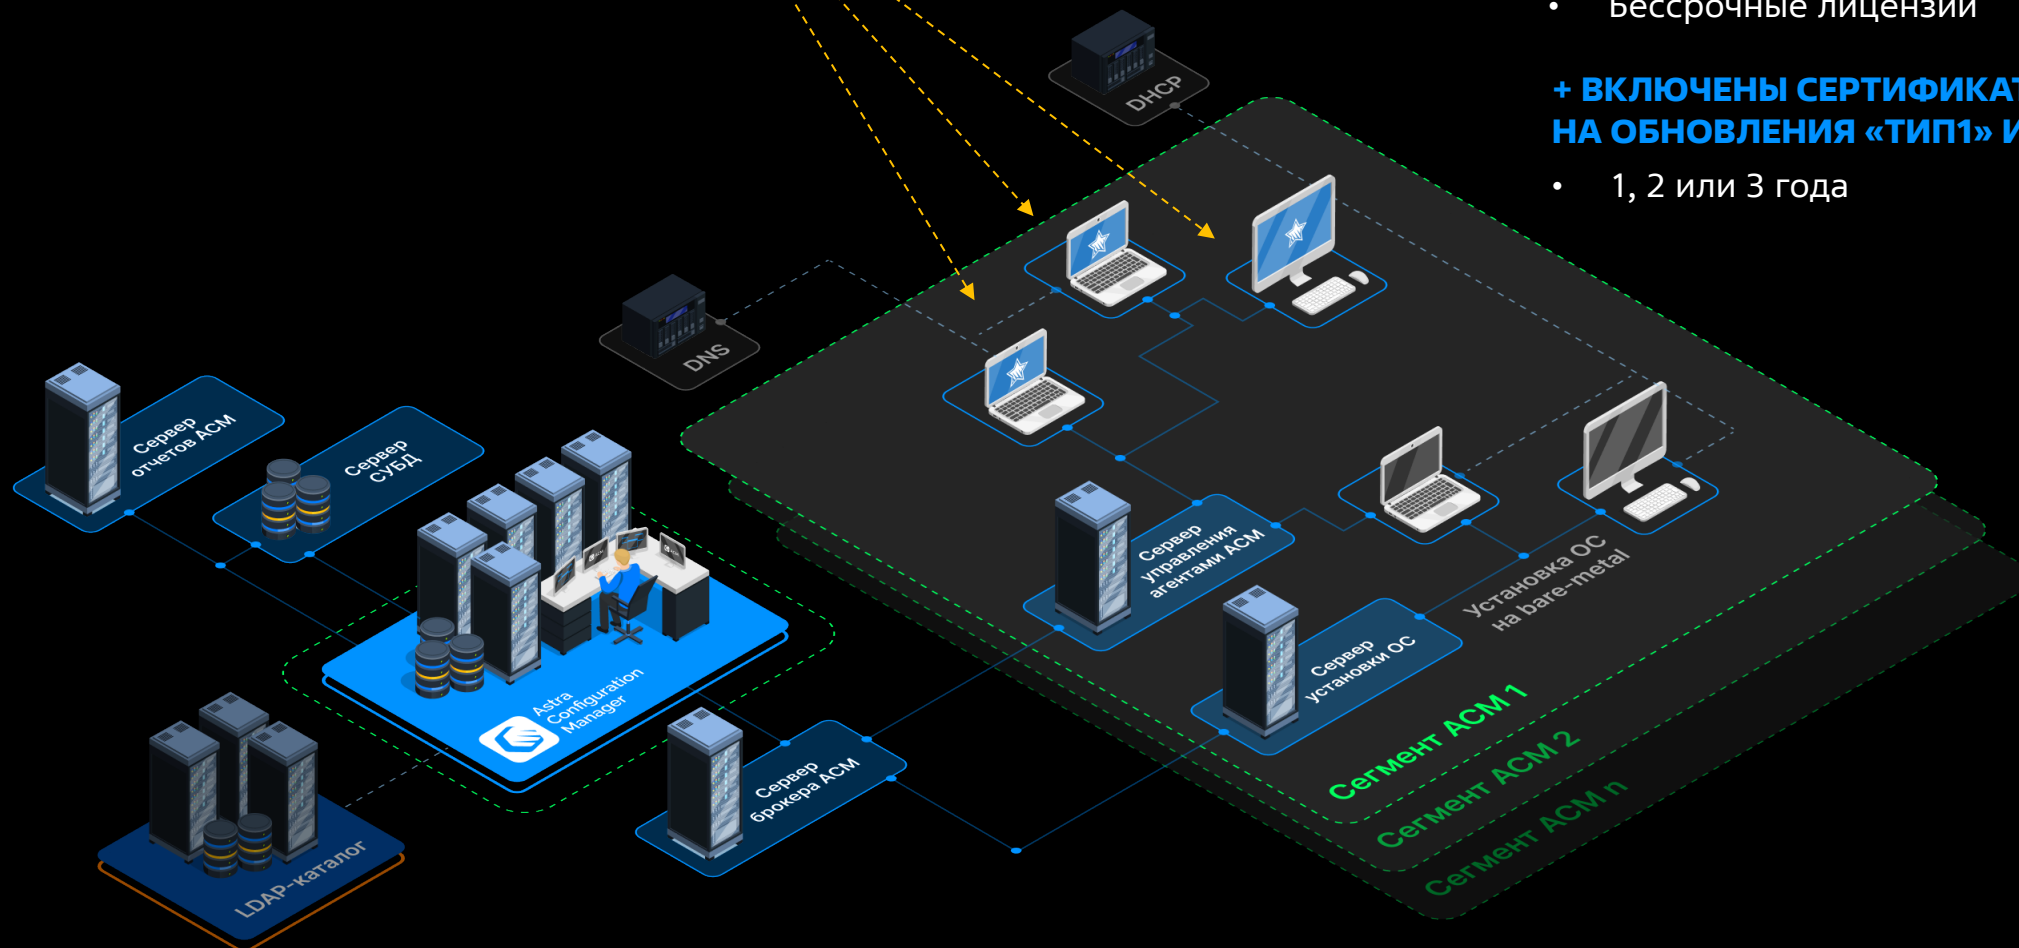 • Бессрочные лицензии
+ ВКЛЮЧЕНЫ СЕРТИФИКАТ
НА ОБНОВЛЕНИЯ «ТИП1» И
• 1, 2 или 3 года
DHCP
DNS
Сервер
отчетов ACM
Сервер
СУБД
Astra
Configuration
Manager
LDAP-каталог
Сервер
брокера ACM
Сервер
управления
агентами ACM
Сервер
установки ОС
Установка ОС
на bare-metal
Сегмент ACM 1
Сегмент ACM 2
Сегмент ACM n